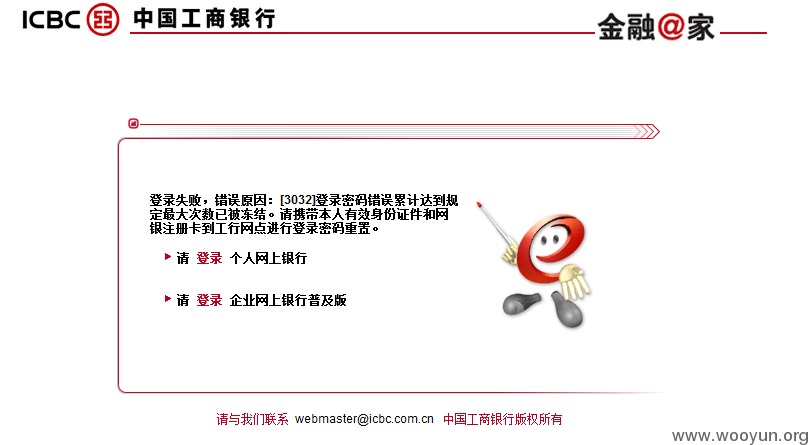 ICBC 中国工商银行
金融@家
登录失败，错误原因：[3032]登录密码错误累计达到规
定最大次数已被冻结。请携带本人有效身份证件和网
银注册卡到工行网点进行登录密码重置。
请 登录 个人网上银行
请 登录 企业网上银行普及版
请与我们联系 webmaster@icbc.com.cn 中国工商银行版权所有
www.wooyun.org